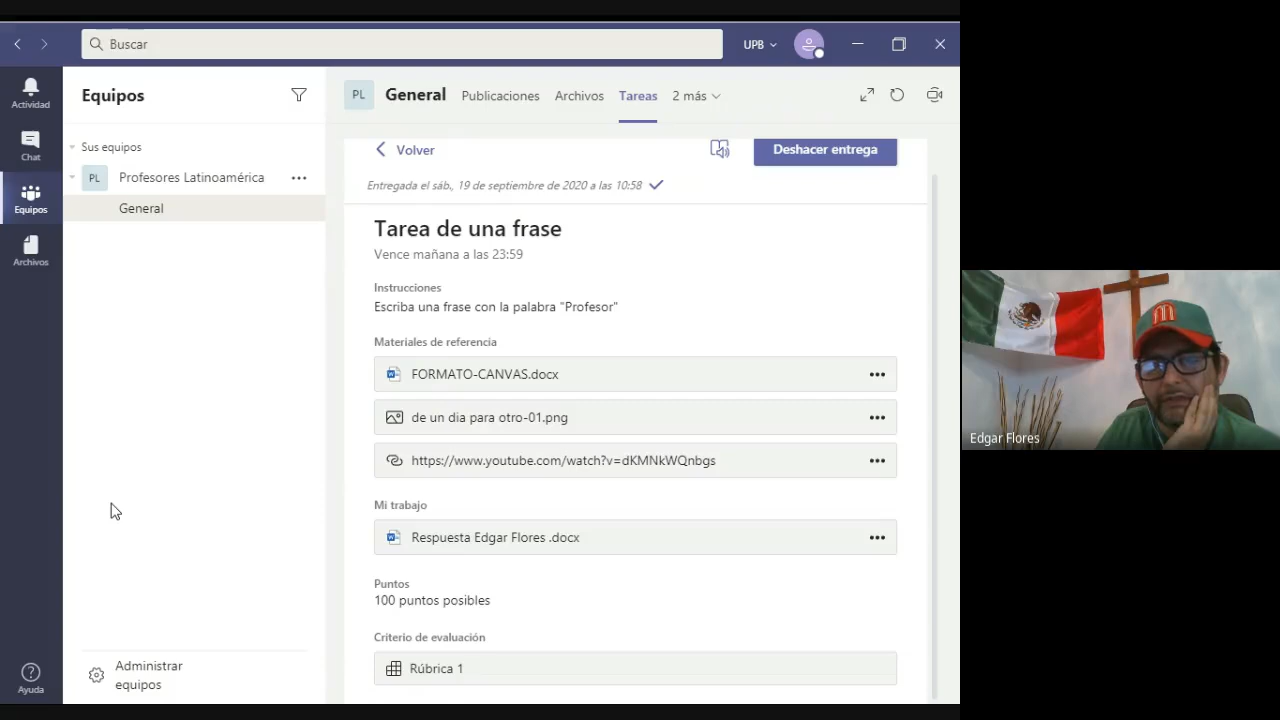 Buscar
UPB
Actividad
Chat
Equipos
Archivos
Ayuda
Equipos
Sus equipos
PL Profesores Latinoamérica ...
General
Administrar
equipos
PL General Publicaciones Archivos Tareas 2 más
Volver
Deshacer entrega
Entregada el sáb., 19 de septiembre de 2020 a las 10:58
Tarea de una frase
Vence mañana a las 23:59
Instrucciones
Escriba una frase con la palabra "Profesor"
Materiales de referencia
FORMATO-CANVAS.docx
de un dia para otro-01.png
https://www.youtube.com/watch?v=dKMNkWQnbgs
Mi trabajo
Respuesta Edgar Flores .docx
Puntos
100 puntos posibles
Criterio de evaluación
Rúbrica 1
M
Edgar Flores